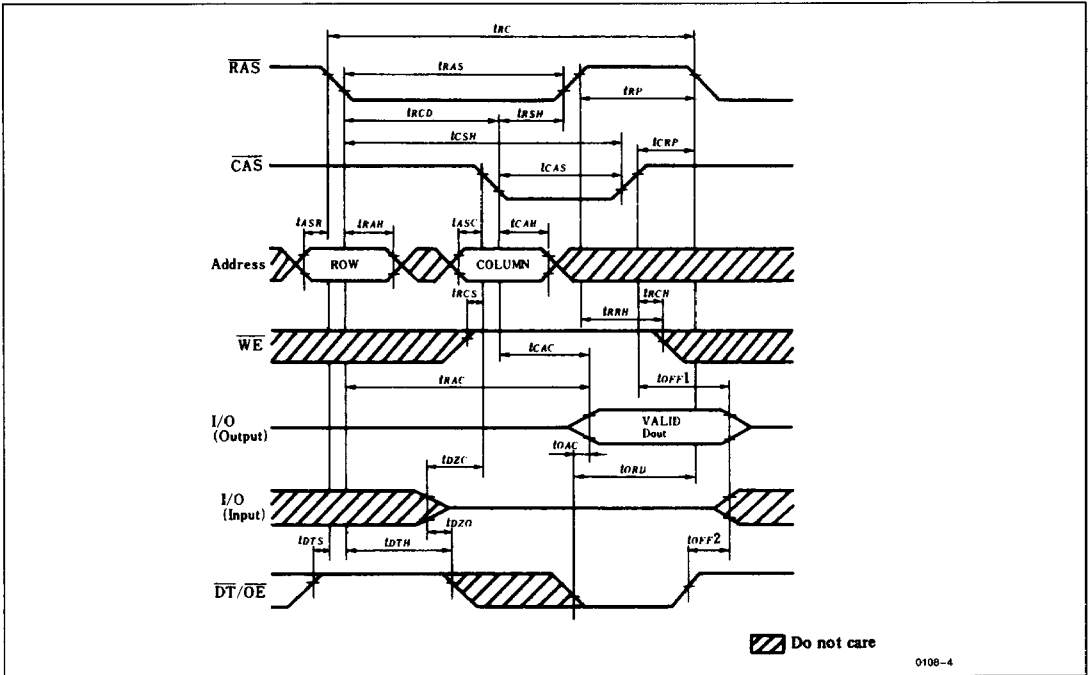 tRC
RAS
tRAS
tRP
tRCD
tRSH
tCSH
tCRP
CAS
tCAS
tASR
tRAH
tASC
tCAH
Address
ROW
COLUMN
tRCS
tRCH
tRRH
WE
tCAC
tRAC
tOFF1
I/O
(Output)
VALID
Dout
tOAC
tDZC
tORD
I/O
(Input)
tDZO
tDTS
tDTH
tOFF2
DT/OE
Do not care
0108-4